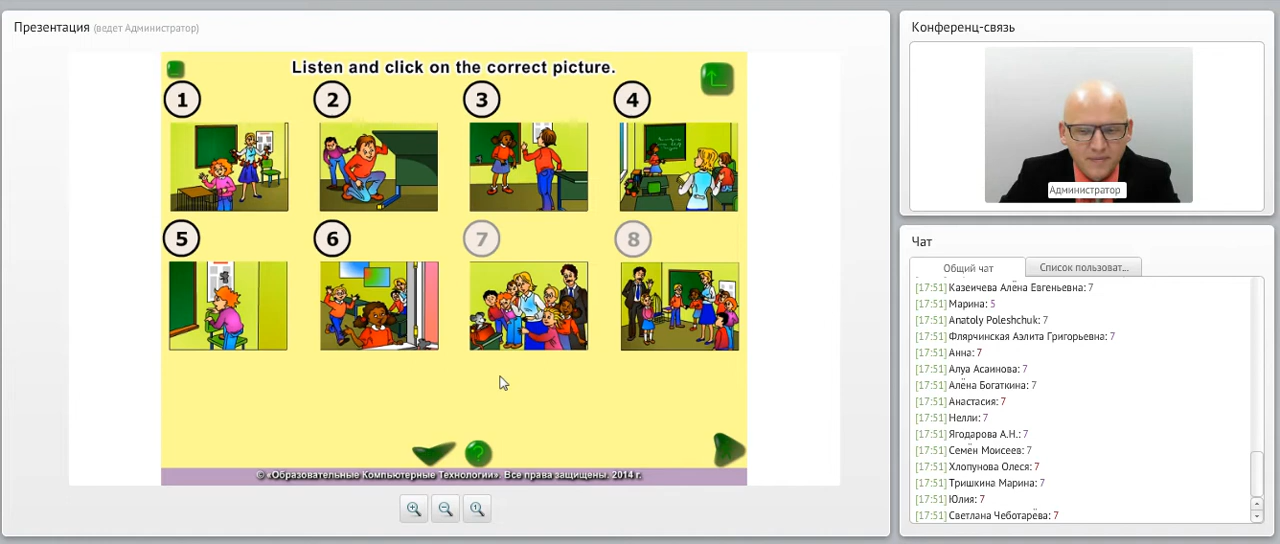 Презентация (ведет Администратор)
Listen and click on the correct picture.
1
2
3
4
5
6
7
8
?
© «Образовательные Компьютерные Технологии». Все права защищены. 2014 г.
Конференц-связь
Администратор
Чат
Общий чат
Список пользоват...
[17:51] Казеичева Алёна Евгеньевна: 7
[17:51] Марина: 5
[17:51] Anatoly Poleshchuk: 7
[17:51] Флярчинская Аэлита Григорьевна: 7
[17:51] Анна: 7
[17:51] Алуа Асаинова: 7
[17:51] Алёна Богаткина: 7
[17:51] Анастасия: 7
[17:51] Нелли: 7
[17:51] Ягодарова А.Н.: 7
[17:51] Семён Моисеев: 7
[17:51] Хлопунова Олеся: 7
[17:51] Тришкина Марина: 7
[17:51] Юлия: 7
[17:51] Светлана Чеботарёва: 7